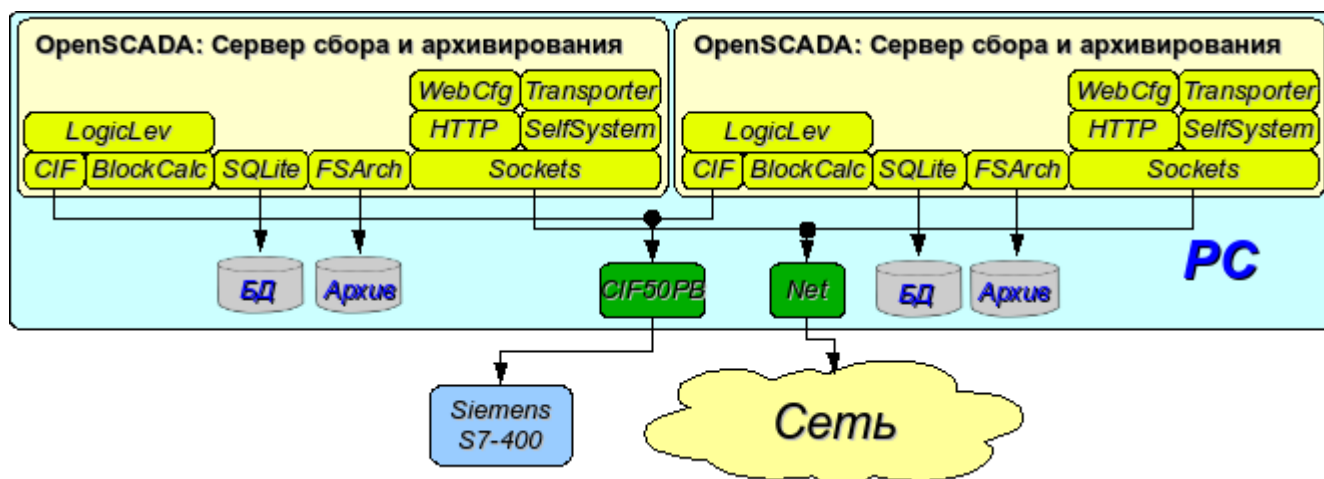 OpenSCADA: Сервер сбора и архивирования
WebCfg Transporter
LogicLev HTTP SelfSystem
CIF BlockCalc SQLite FSArch Sockets
OpenSCADA: Сервер сбора и архивирования
WebCfg Transporter
LogicLev HTTP SelfSystem
CIF BlockCalc SQLite FSArch Sockets
PC
БД Архив CIF50PB Net БД Архив
Siemens
S7-400
Сеть